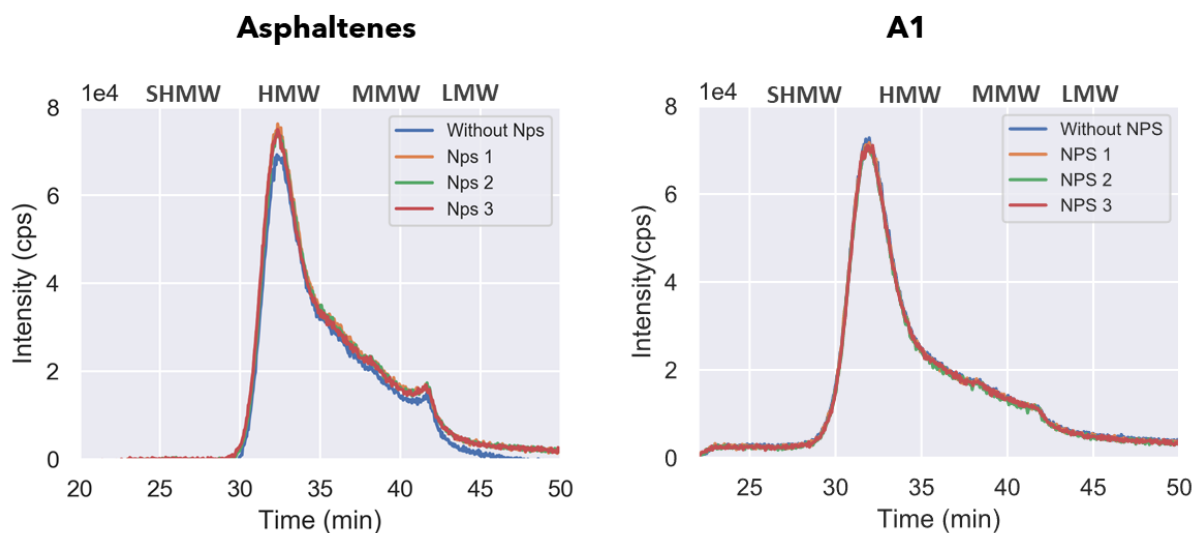 Asphaltenes
1e4 SHMW HMW MMW LMW
8
6
4
2
0
Intensity (cps)
Without Nps
Nps 1
Nps 2
Nps 3
20 25 30 35 40 45 50
Time (min)
A1
1e4 SHMW HMW MMW LMW
8
6
4
2
0
Intensity(cps)
Without NPS
NPS 1
NPS 2
NPS 3
25 30 35 40 45 50
Time (min)